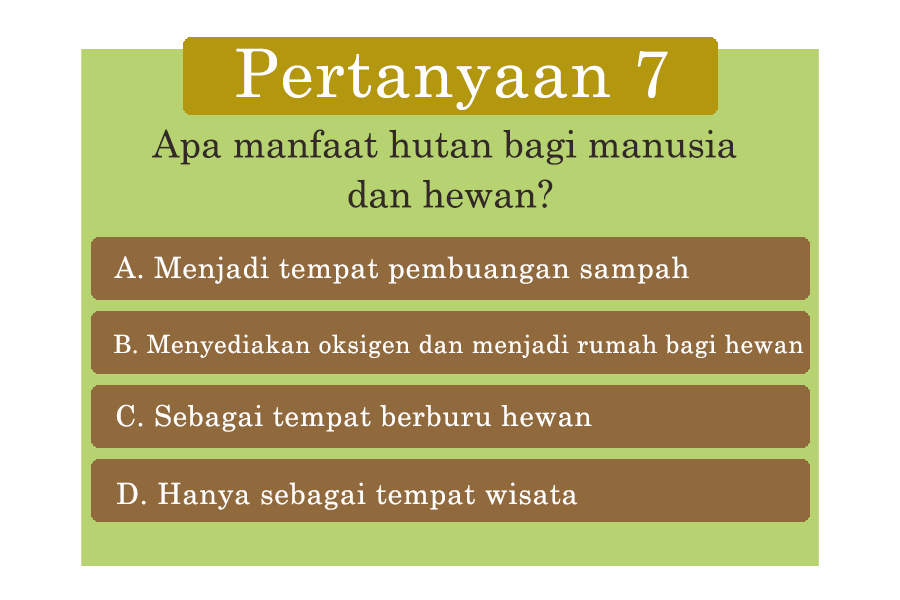 Pertanyaan 7
Apa manfaat hutan bagi manusia
dan hewan?
A. Menjadi tempat pembuangan sampah
B. Menyediakan oksigen dan menjadi rumah bagi hewan
C. Sebagai tempat berburu hewan
D. Hanya sebagai tempat wisata